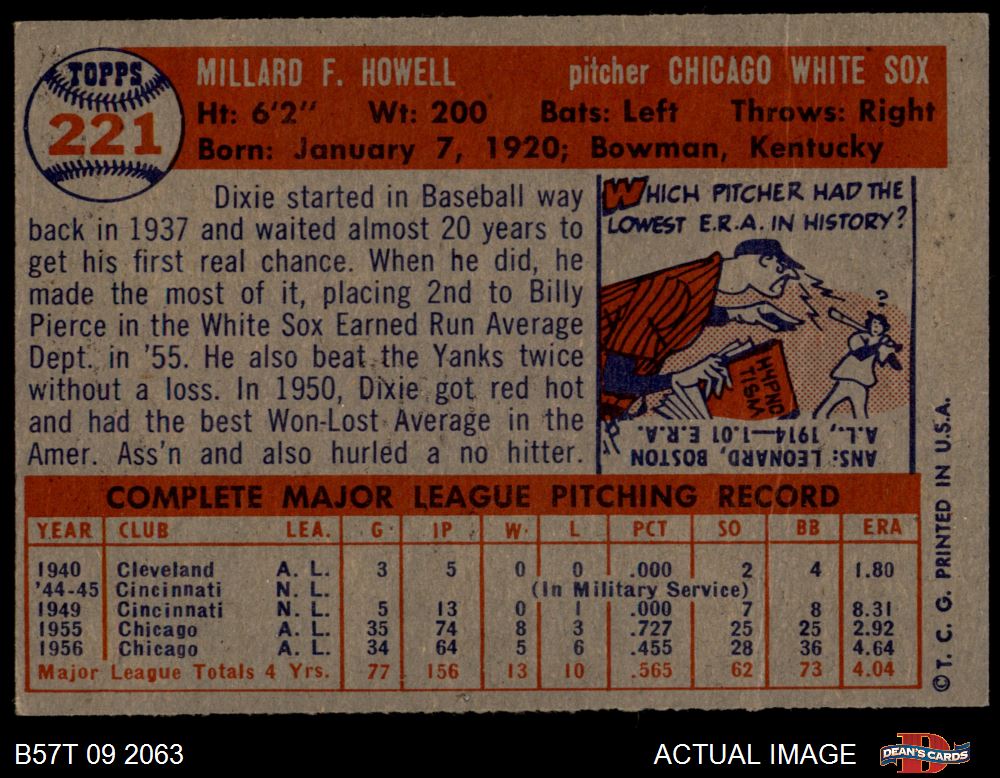 TOPPS
221
MILLARD F. HOWELL pitcher CHICAGO WHITE SOX
Ht: 6'2" Wt: 200 Bats: Left Throws: Right
Born: January 7, 1920; Bowman, Kentucky
Dixie started in Baseball way
back in 1937 and waited almost 20 years to
get his first real chance. When he did, he
made the most of it, placing 2nd to Billy
Pierce in the White Sox Earned Run Average
Dept. in '55. He also beat the Yanks twice
without a loss. In 1950, Dixie got red hot
and had the best Won-Lost Average in the
Amer. Ass'n and also hurled a no hitter.
WHICH PITCHER HAD THE
LOWEST E.R.A. IN HISTORY?
?
HYPNO
TISM
ANS: LEONARD, BOSTON
A.L., 1914—1.01 E.R.A.
COMPLETE MAJOR LEAGUE PITCHING RECORD
YEAR CLUB LEA. G IP W L PCT SO BB ERA
1940 Cleveland A. L. 3 5 0 0 .000 2 4 1.80
'44-45 Cincinnati N. L. (In Military Service)
1949 Cincinnati N. L. 5 13 0 1 .000 7 8 8.31
1955 Chicago A. L. 35 74 8 3 .727 25 25 2.92
1956 Chicago A. L. 34 64 5 6 .455 28 36 4.64
Major League Totals 4 Yrs. 77 156 13 10 .565 62 73 4.04
©T. C. G. PRINTED IN U.S.A.
B57T 09 2063 ACTUAL IMAGE
D
DEAN'S CARDS